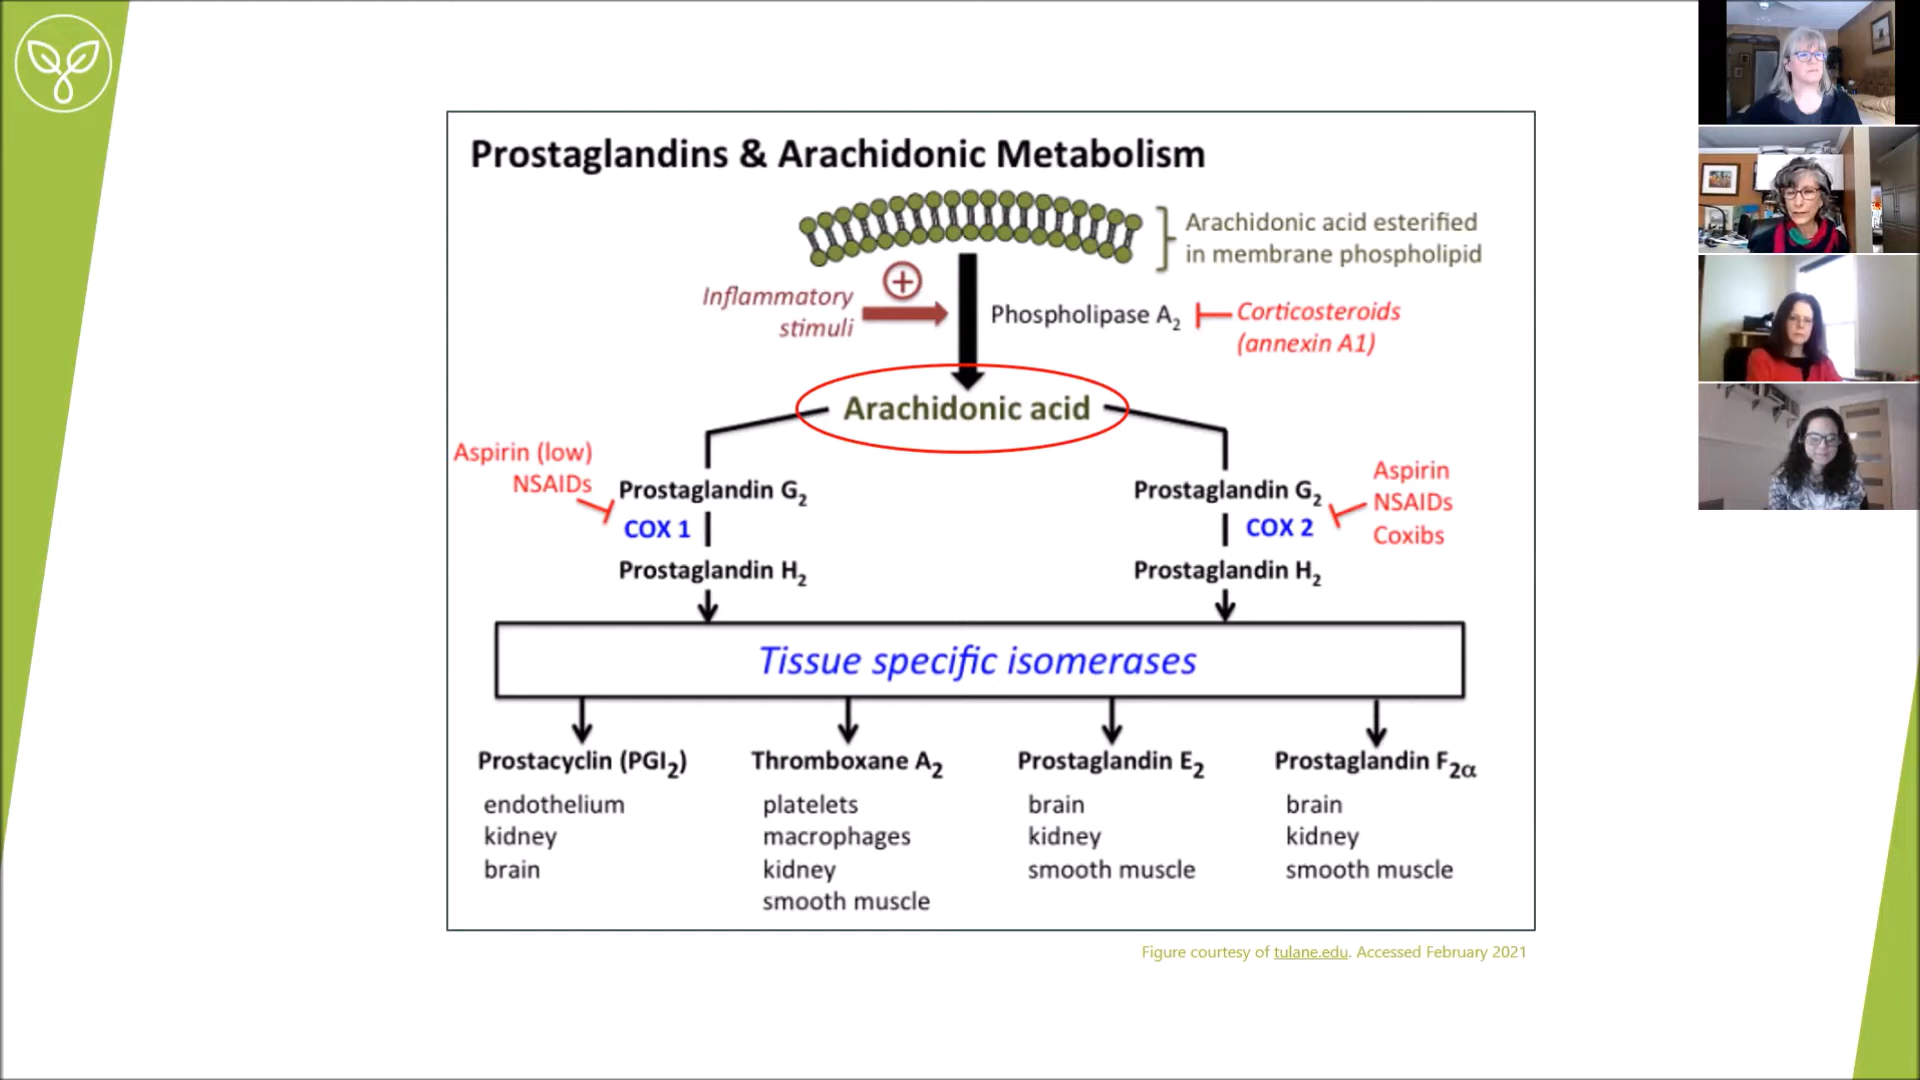 Prostaglandins & Arachidonic Metabolism
Arachidonic acid esterified
in membrane phospholipid
Inflammatory
stimuli
Phospholipase A2
Corticosteroids
(annexin A1)
Arachidonic acid
Aspirin (low)
NSAIDs
Prostaglandin G2
COX 1
Prostaglandin H2
Prostaglandin G2
COX 2
Prostaglandin H2
Aspirin
NSAIDs
Coxibs
Tissue specific isomerases
Prostacyclin (PGI2)
endothelium
kidney
brain
Thromboxane A2
platelets
macrophages
kidney
smooth muscle
Prostaglandin E2
brain
kidney
smooth muscle
Prostaglandin F2α
brain
kidney
smooth muscle
Figure courtesy of tulane.edu. Accessed February 2021